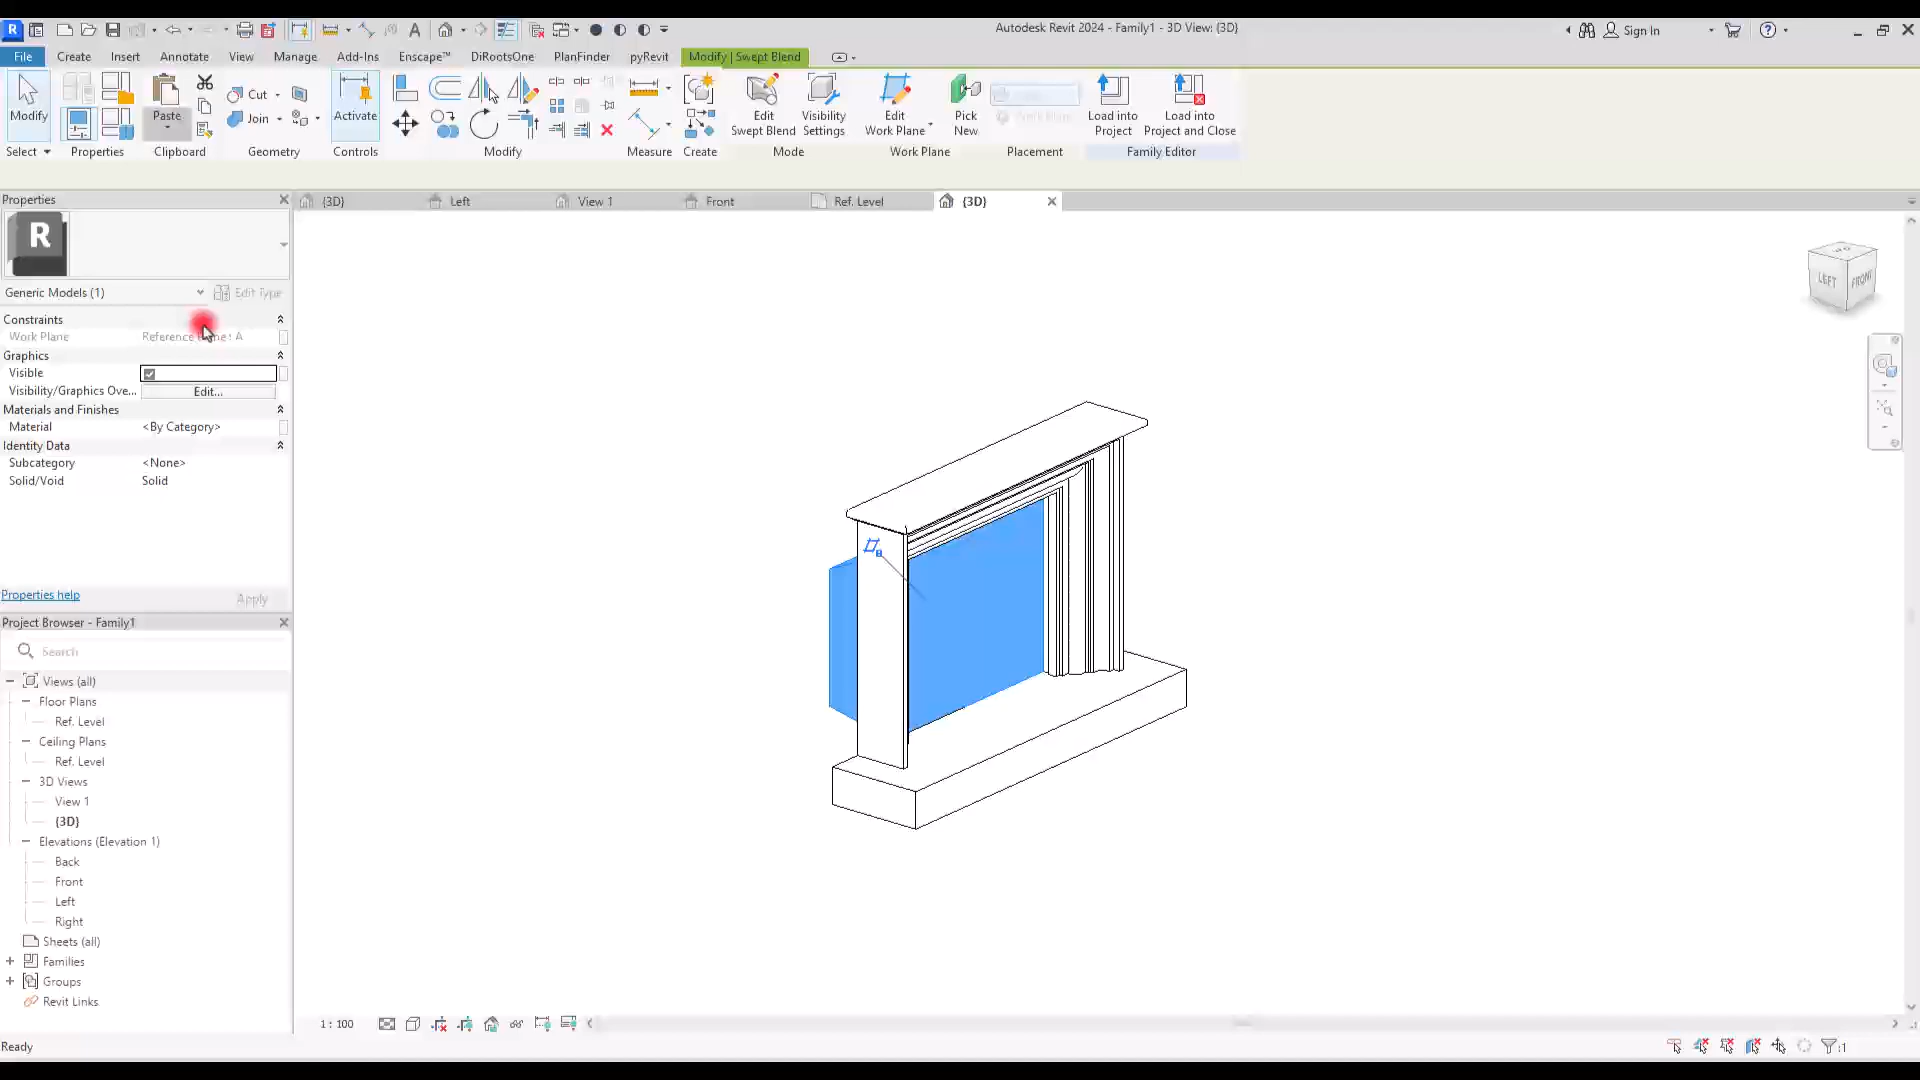 R
Autodesk Revit 2024 - Family1 - 3D View: {3D}
Sign In
File Create Insert Annotate View Manage Add-Ins Enscape™ DiRootsOne PlanFinder pyRevit Modify | Swept Blend
Modify
Paste
Cut
Join
Activate
Edit
Swept Blend
Visibility
Settings
Edit
Work Plane
Pick
New
Load into
Project
Load into
Project and Close
Select Properties Clipboard Geometry Controls Modify Measure Create Mode Work Plane Placement Family Editor
Properties
{3D} Left View 1 Front Ref. Level {3D}
R
Generic Models (1) Edit Type
Constraints
Work Plane
Graphics
Visible
Visibility/Graphics Ove... Edit...
Materials and Finishes
Material <By Category>
Identity Data
Subcategory <None>
Solid/Void Solid
Properties help Apply
Project Browser - Family1
Search
Views (all)
Floor Plans
Ref. Level
Ceiling Plans
Ref. Level
3D Views
View 1
{3D}
Elevations (Elevation 1)
Back
Front
Left
Right
Sheets (all)
Families
Groups
Revit Links
LEFT FRONT
1 : 100
Ready
:1